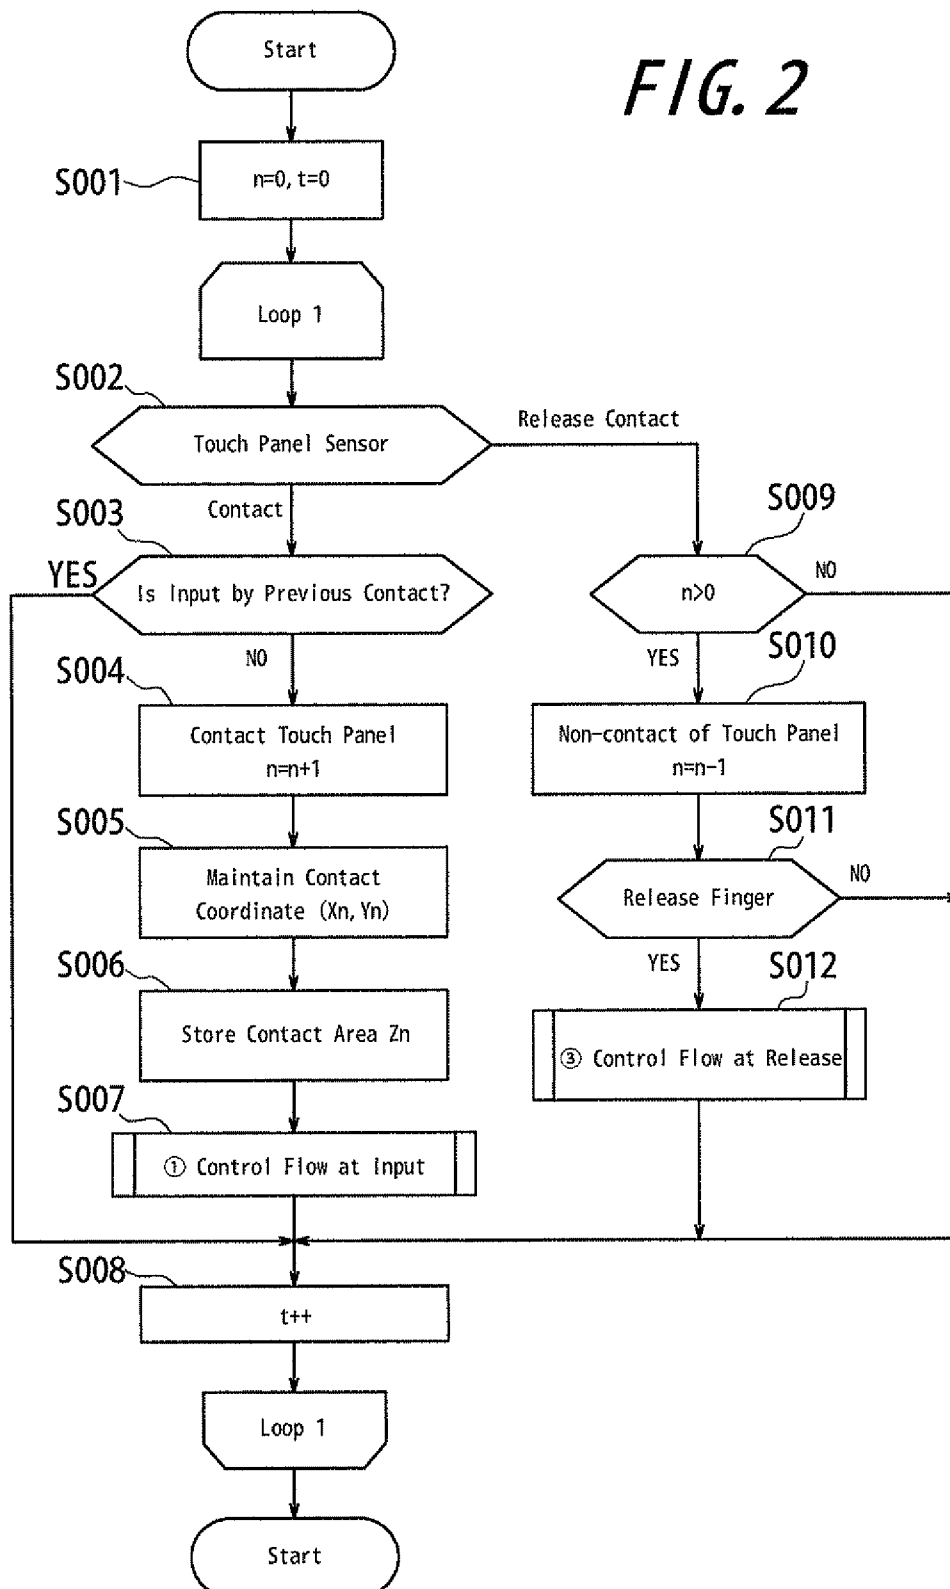 FIG. 2
Start
S001
n=0, t=0
Loop 1
S002
Touch Panel Sensor
Release Contact
Contact
S003
YES
Is Input by Previous Contact?
NO
S004
Contact Touch Panel
n=n+1
S005
Maintain Contact
Coordinate (Xn, Yn)
S006
Store Contact Area Zn
S007
① Control Flow at Input
S009
n>0
NO
YES
S010
Non-contact of Touch Panel
n=n-1
S011
Release Finger
NO
YES
S012
③ Control Flow at Release
S008
t++
Loop 1
Start